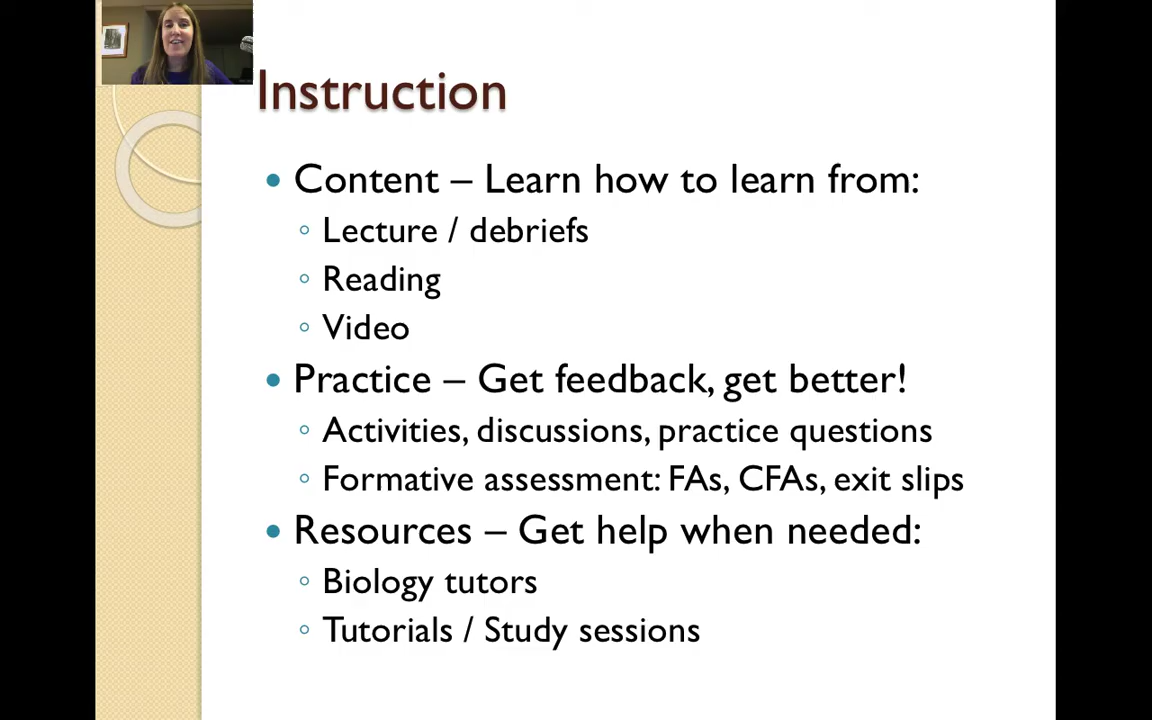 Instruction
• Content – Learn how to learn from:
◦ Lecture / debriefs
◦ Reading
◦ Video
• Practice – Get feedback, get better!
◦ Activities, discussions, practice questions
◦ Formative assessment: FAs, CFAs, exit slips
• Resources – Get help when needed:
◦ Biology tutors
◦ Tutorials / Study sessions